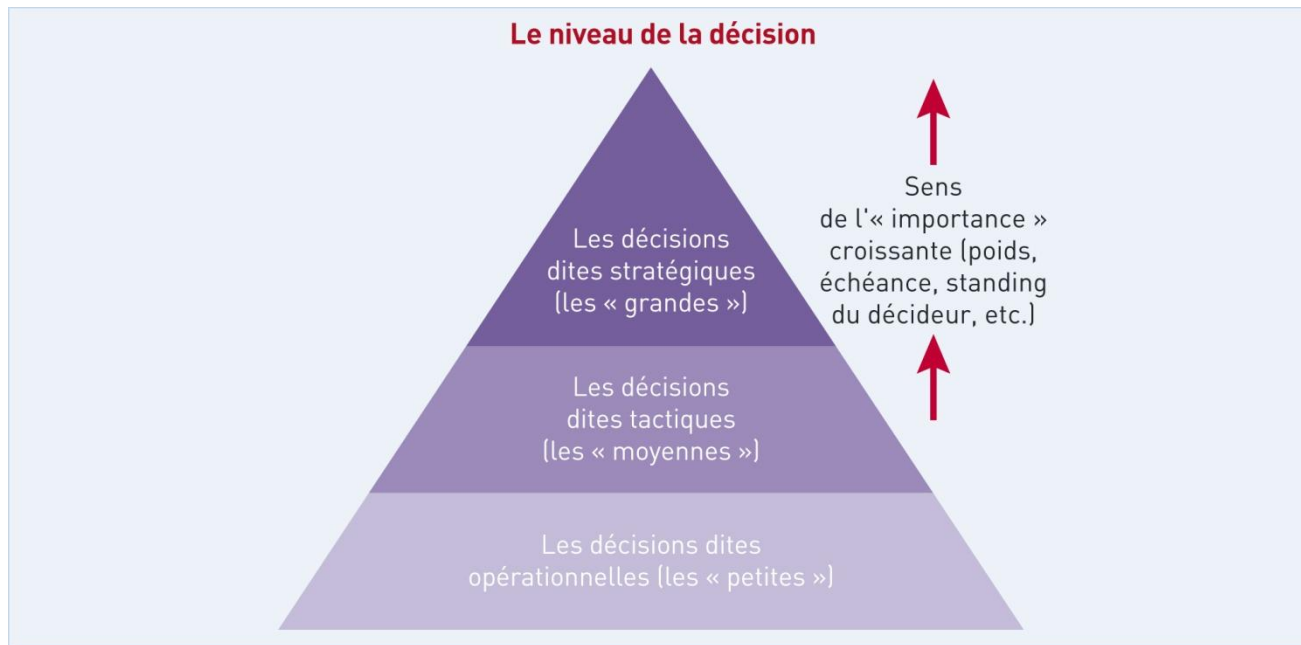 Le niveau de la décision
Les décisions
dites stratégiques
(les « grandes »)
Sens
de l'« importance »
croissante (poids,
échéance, standing
du décideur, etc.)
Les décisions
dites tactiques
(les « moyennes »)
Les décisions dites
opérationnelles (les « petites »)